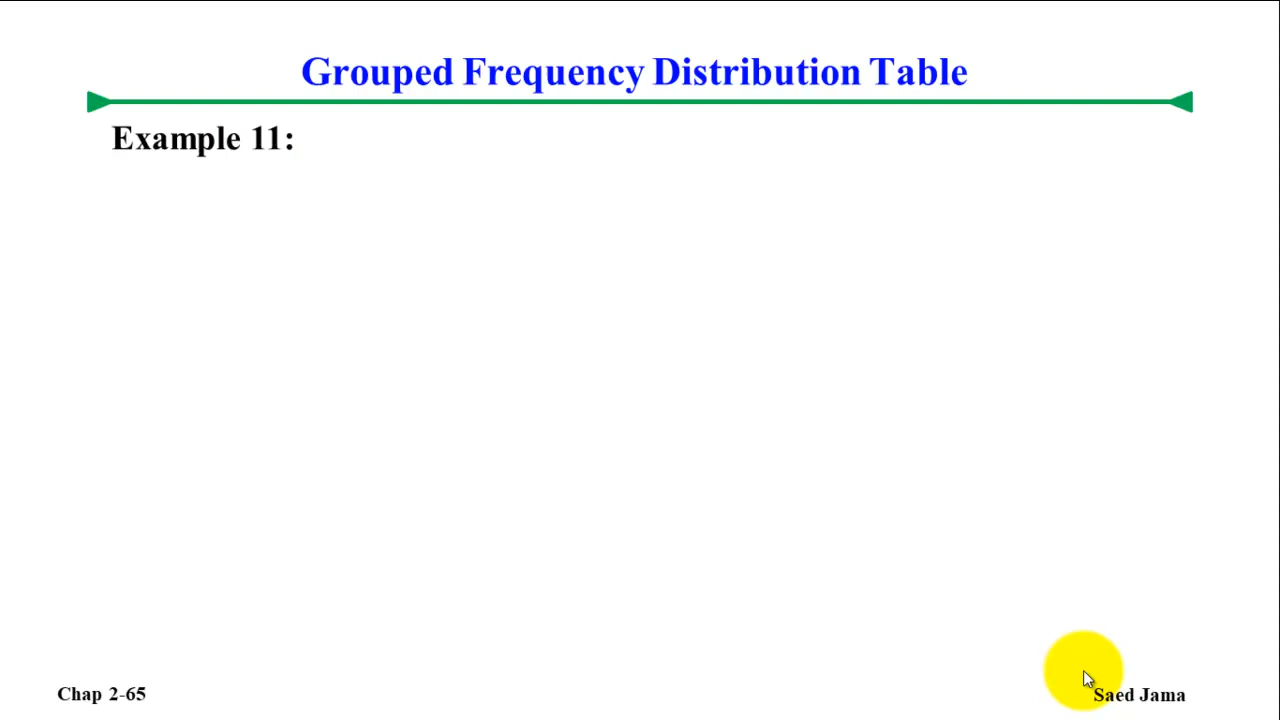 Grouped Frequency Distribution Table
Example 11:
Chap 2-65
Saed Jama